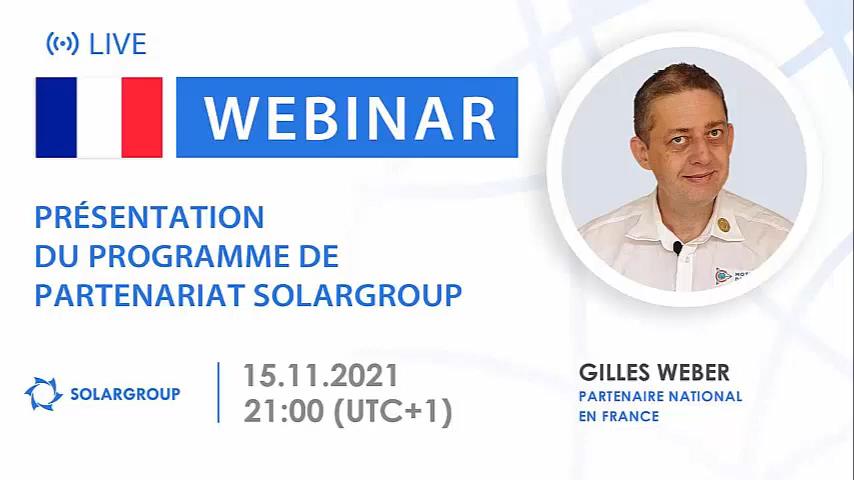 LIVE
WEBINAR
PRÉSENTATION
DU PROGRAMME DE
PARTENARIAT SOLARGROUP
SOLARGROUP
15.11.2021
21:00 (UTC+1)
GILLES WEBER
PARTENAIRE NATIONAL
EN FRANCE